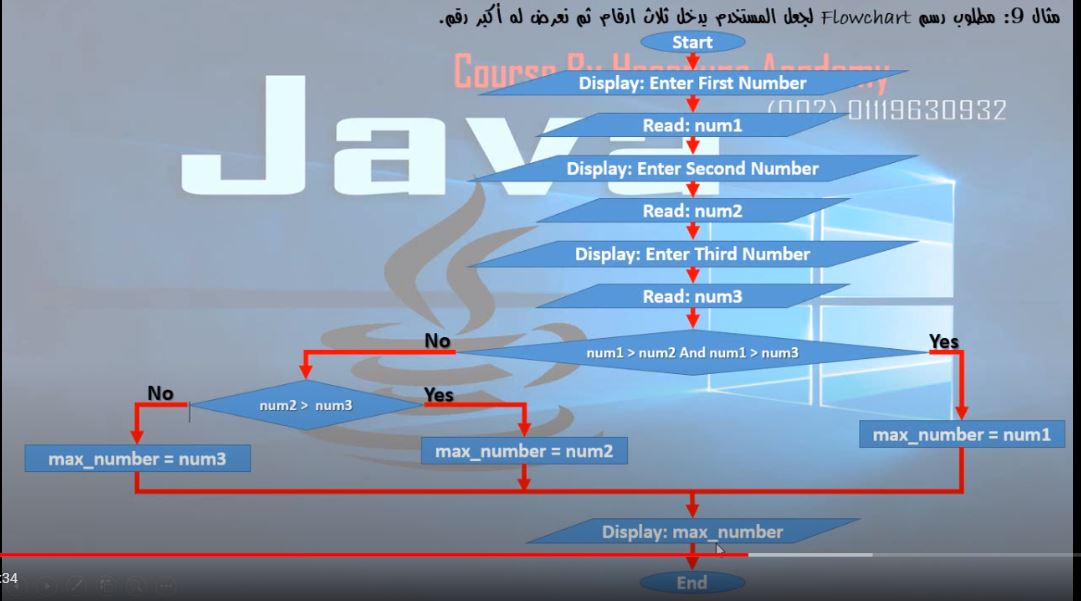 مثال 9: مطلوب رسم Flowchart لجعل المستخدم يدخل ثلاث ارقام ثم نعرض له أكبر رقم.
Start
Course By Academy
Display: Enter First Number
(002) 01119630932
Java
Read: num1
Display: Enter Second Number
Read: num2
Display: Enter Third Number
Read: num3
No
num1 > num2 And num1 > num3
Yes
No
num2 > num3
Yes
max_number = num3
max_number = num2
max_number = num1
Display: max_number
:34
End